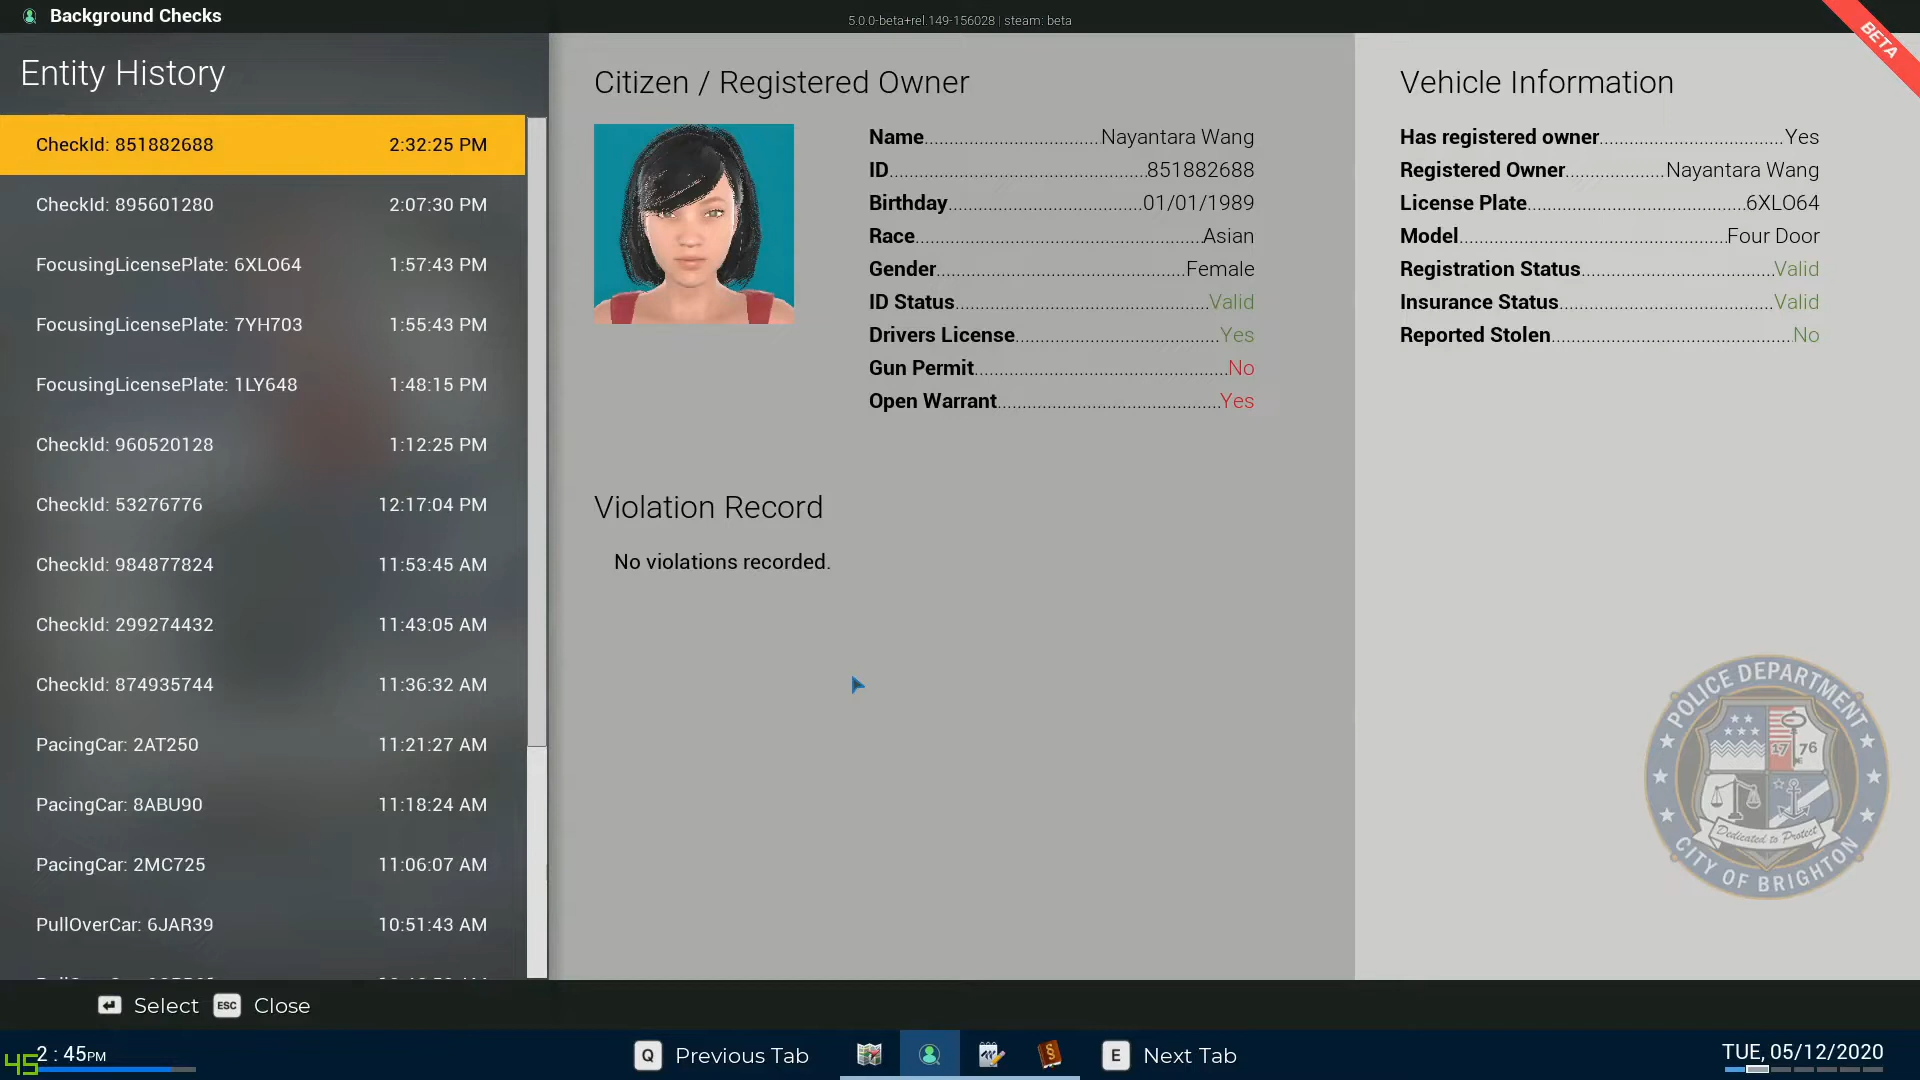 Background Checks
5.0.0-beta+rel.149-156028 | steam: beta
BETA
Entity History
CheckId: 851882688 2:32:25 PM
CheckId: 895601280 2:07:30 PM
FocusingLicensePlate: 6XLO64 1:57:43 PM
FocusingLicensePlate: 7YH703 1:55:43 PM
FocusingLicensePlate: 1LY648 1:48:15 PM
CheckId: 960520128 1:12:25 PM
CheckId: 53276776 12:17:04 PM
CheckId: 984877824 11:53:45 AM
CheckId: 299274432 11:43:05 AM
CheckId: 874935744 11:36:32 AM
PacingCar: 2AT250 11:21:27 AM
PacingCar: 8ABU90 11:18:24 AM
PacingCar: 2MC725 11:06:07 AM
PullOverCar: 6JAR39 10:51:43 AM
Citizen / Registered Owner
Name Nayantara Wang
ID 851882688
Birthday 01/01/1989
Race Asian
Gender Female
ID Status Valid
Drivers License Yes
Gun Permit No
Open Warrant Yes
Violation Record
No violations recorded.
Vehicle Information
Has registered owner Yes
Registered Owner Nayantara Wang
License Plate 6XLO64
Model Four Door
Registration Status Valid
Insurance Status Valid
Reported Stolen No
POLICE DEPARTMENT
17 76
Dedicated to Protect
CITY OF BRIGHTON
Select ESC Close
45
2 : 45 PM
Q Previous Tab
E Next Tab
TUE, 05/12/2020